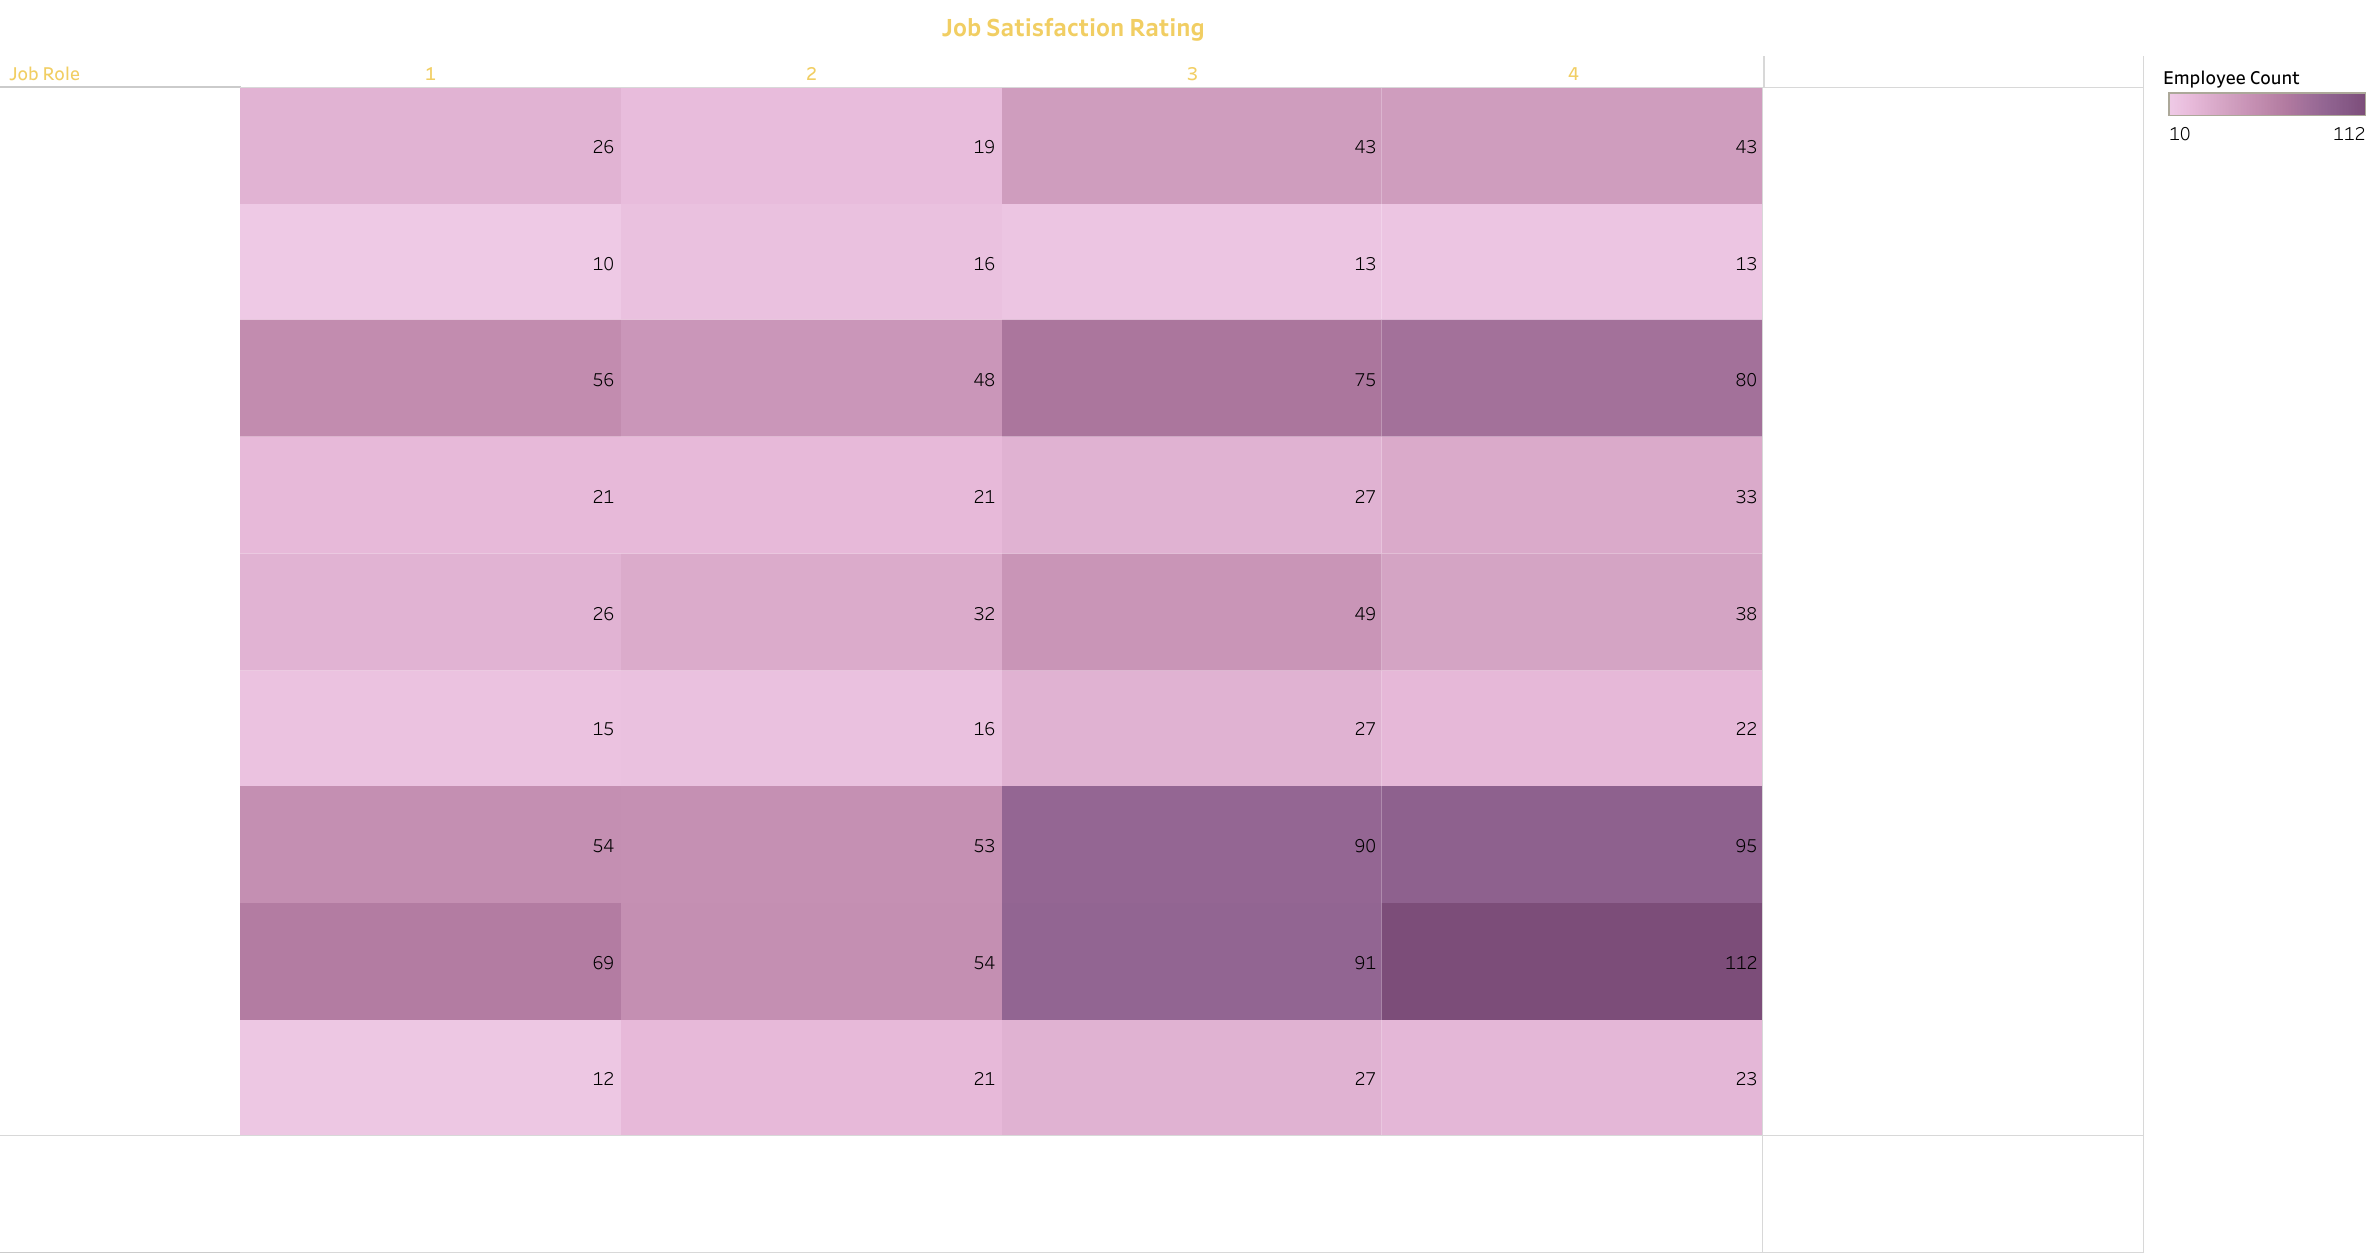 Job Satisfaction Rating
Job Role 1 2 3 4
Employee Count
10 112
26 19 43 43
10 16 13 13
56 48 75 80
21 21 27 33
26 32 49 38
15 16 27 22
54 53 90 95
69 54 91 112
12 21 27 23